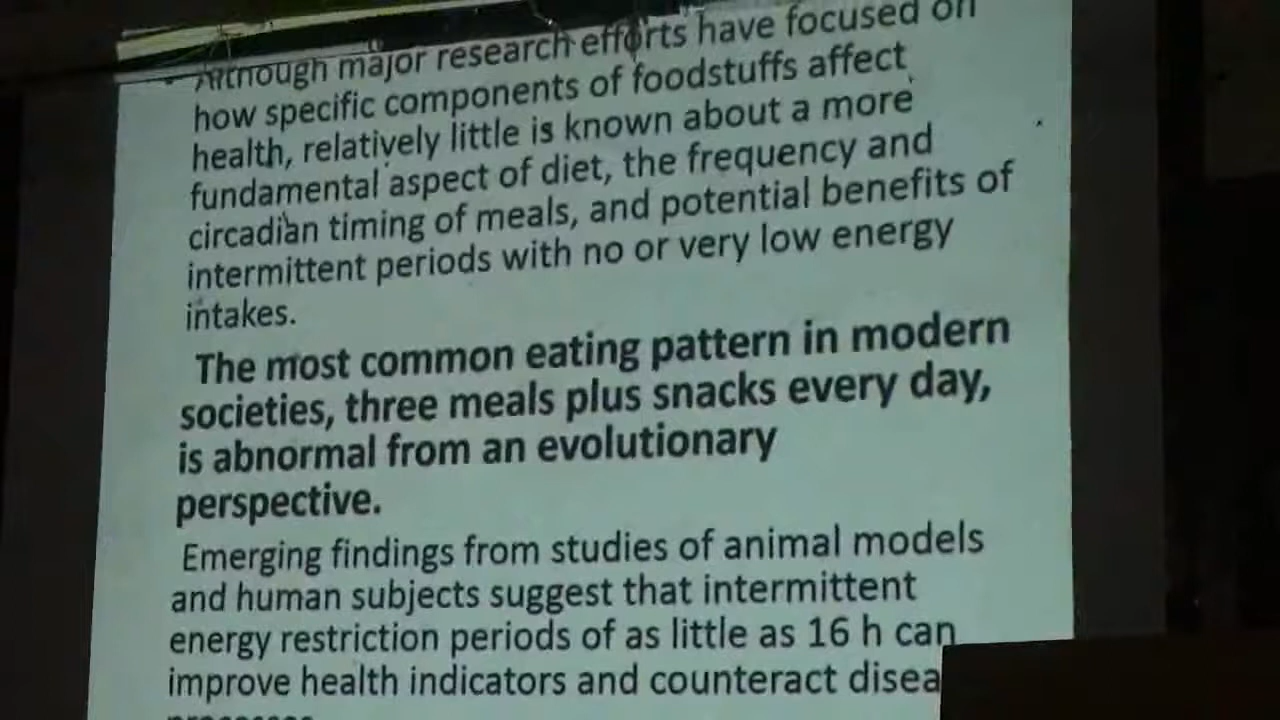 Although major research efforts have focused on
how specific components of foodstuffs affect
health, relatively little is known about a more
fundamental aspect of diet, the frequency and
circadian timing of meals, and potential benefits of
intermittent periods with no or very low energy
intakes.
The most common eating pattern in modern
societies, three meals plus snacks every day,
is abnormal from an evolutionary
perspective.
Emerging findings from studies of animal models
and human subjects suggest that intermittent
energy restriction periods of as little as 16 h can
improve health indicators and counteract disea